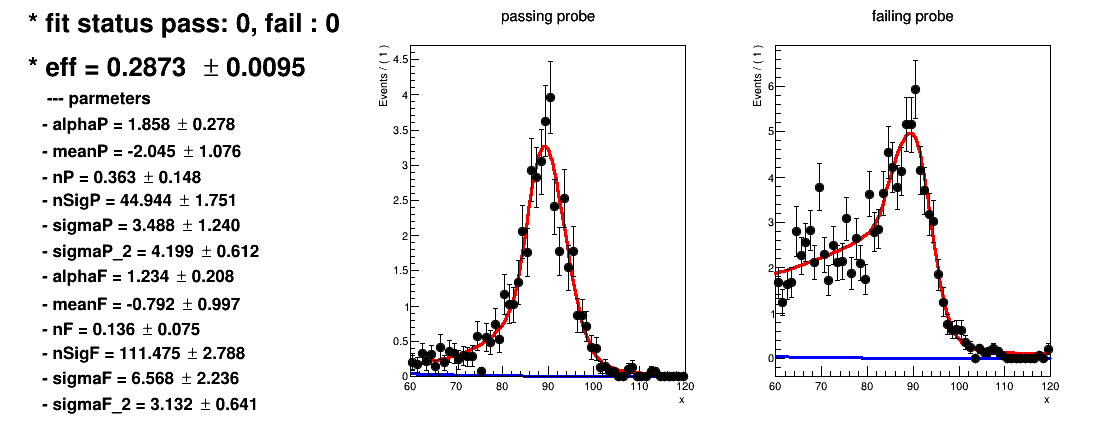 * fit status pass: 0, fail : 0
* eff = 0.2873 ± 0.0095
--- parmeters
- alphaP = 1.858 ± 0.278
- meanP = -2.045 ± 1.076
- nP = 0.363 ± 0.148
- nSigP = 44.944 ± 1.751
- sigmaP = 3.488 ± 1.240
- sigmaP_2 = 4.199 ± 0.612
- alphaF = 1.234 ± 0.208
- meanF = -0.792 ± 0.997
- nF = 0.136 ± 0.075
- nSigF = 111.475 ± 2.788
- sigmaF = 6.568 ± 2.236
- sigmaF_2 = 3.132 ± 0.641
passing probe
Events / ( 1 )
4.5
4
3.5
3
2.5
2
1.5
1
0.5
0
60 70 80 90 100 110 120
x
failing probe
Events / ( 1 )
6
5
4
3
2
1
0
60 70 80 90 100 110 120
x